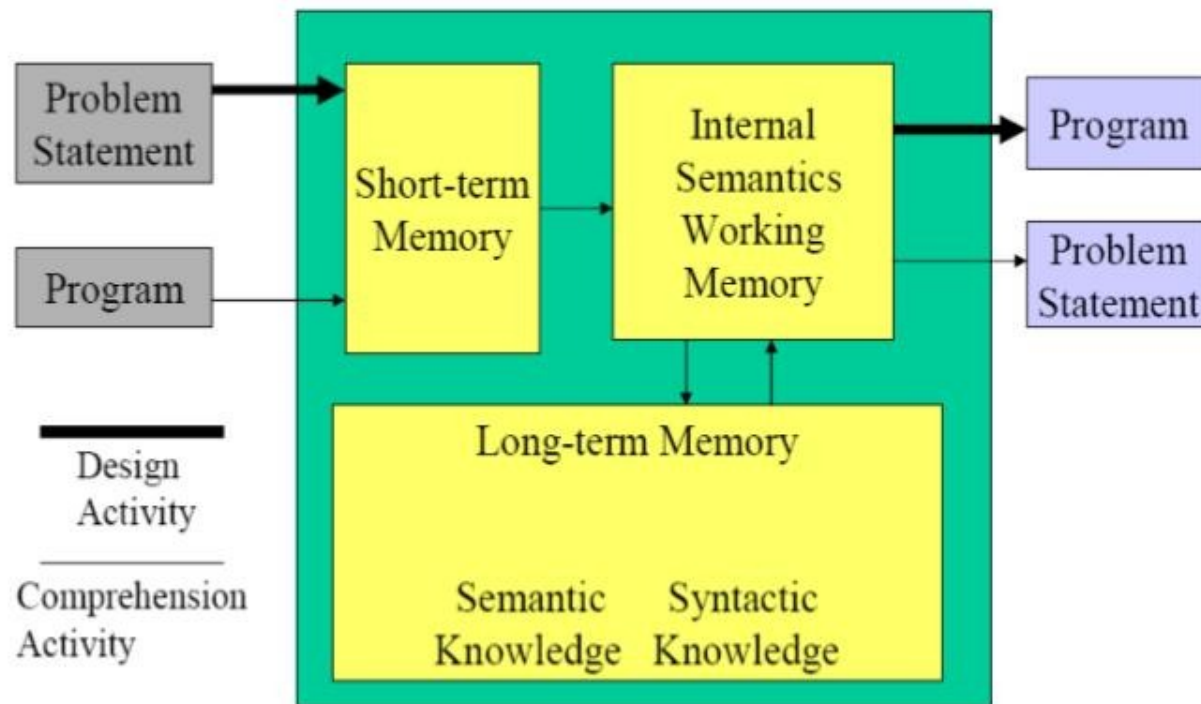 Problem
Statement
Program
Short-term
Memory
Internal
Semantics
Working
Memory
Program
Problem
Statement
Long-term Memory
Semantic
Knowledge
Syntactic
Knowledge
Design
Activity
Comprehension
Activity